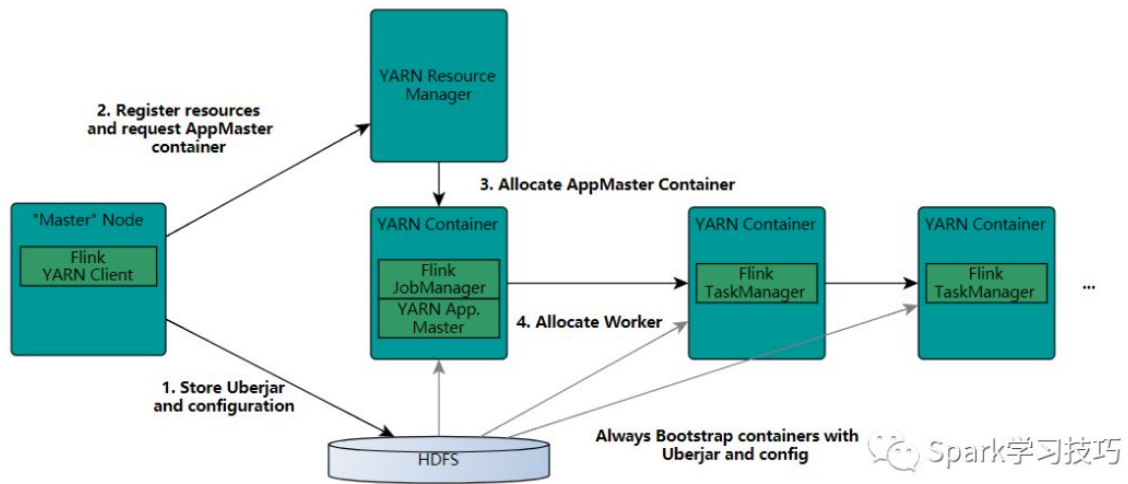 YARN Resource
Manager
2. Register resources
and request AppMaster
container
3. Allocate AppMaster Container
"Master" Node
Flink
YARN Client
YARN Container
Flink
JobManager
YARN App.
Master
YARN Container
Flink
TaskManager
YARN Container
Flink
TaskManager
...
4. Allocate Worker
1. Store Uberjar
and configuration
HDFS
Always Bootstrap containers with
Uberjar and config
Spark学习技巧